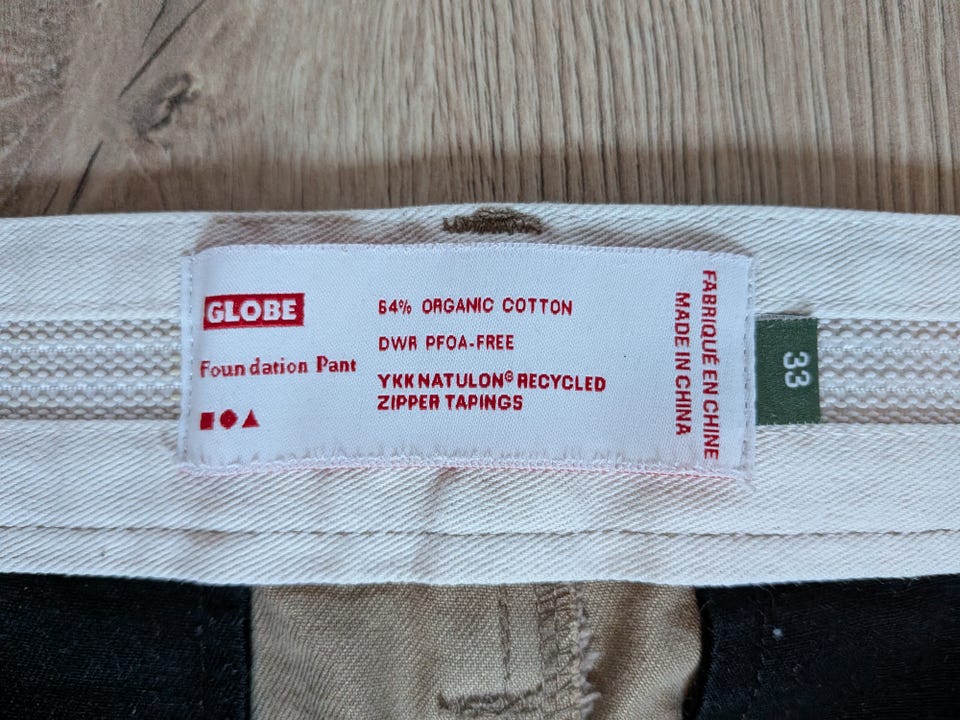 GLOBE
Foundation Pant
64% ORGANIC COTTON
DWR PFOA-FREE
YKK NATULON® RECYCLED
ZIPPER TAPINGS
FABRIQUÉ EN CHINE
MADE IN CHINA
33